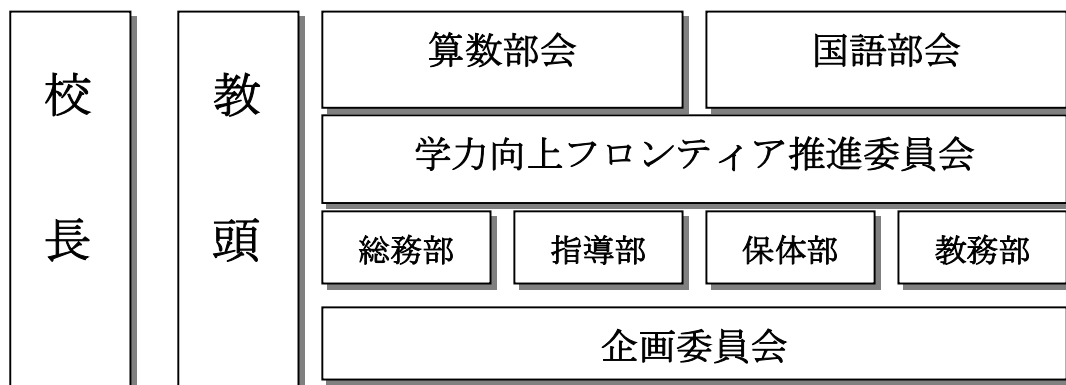 校長
教頭
算数部会
国語部会
学力向上フロンティア推進委員会
総務部
指導部
保体部
教務部
企画委員会